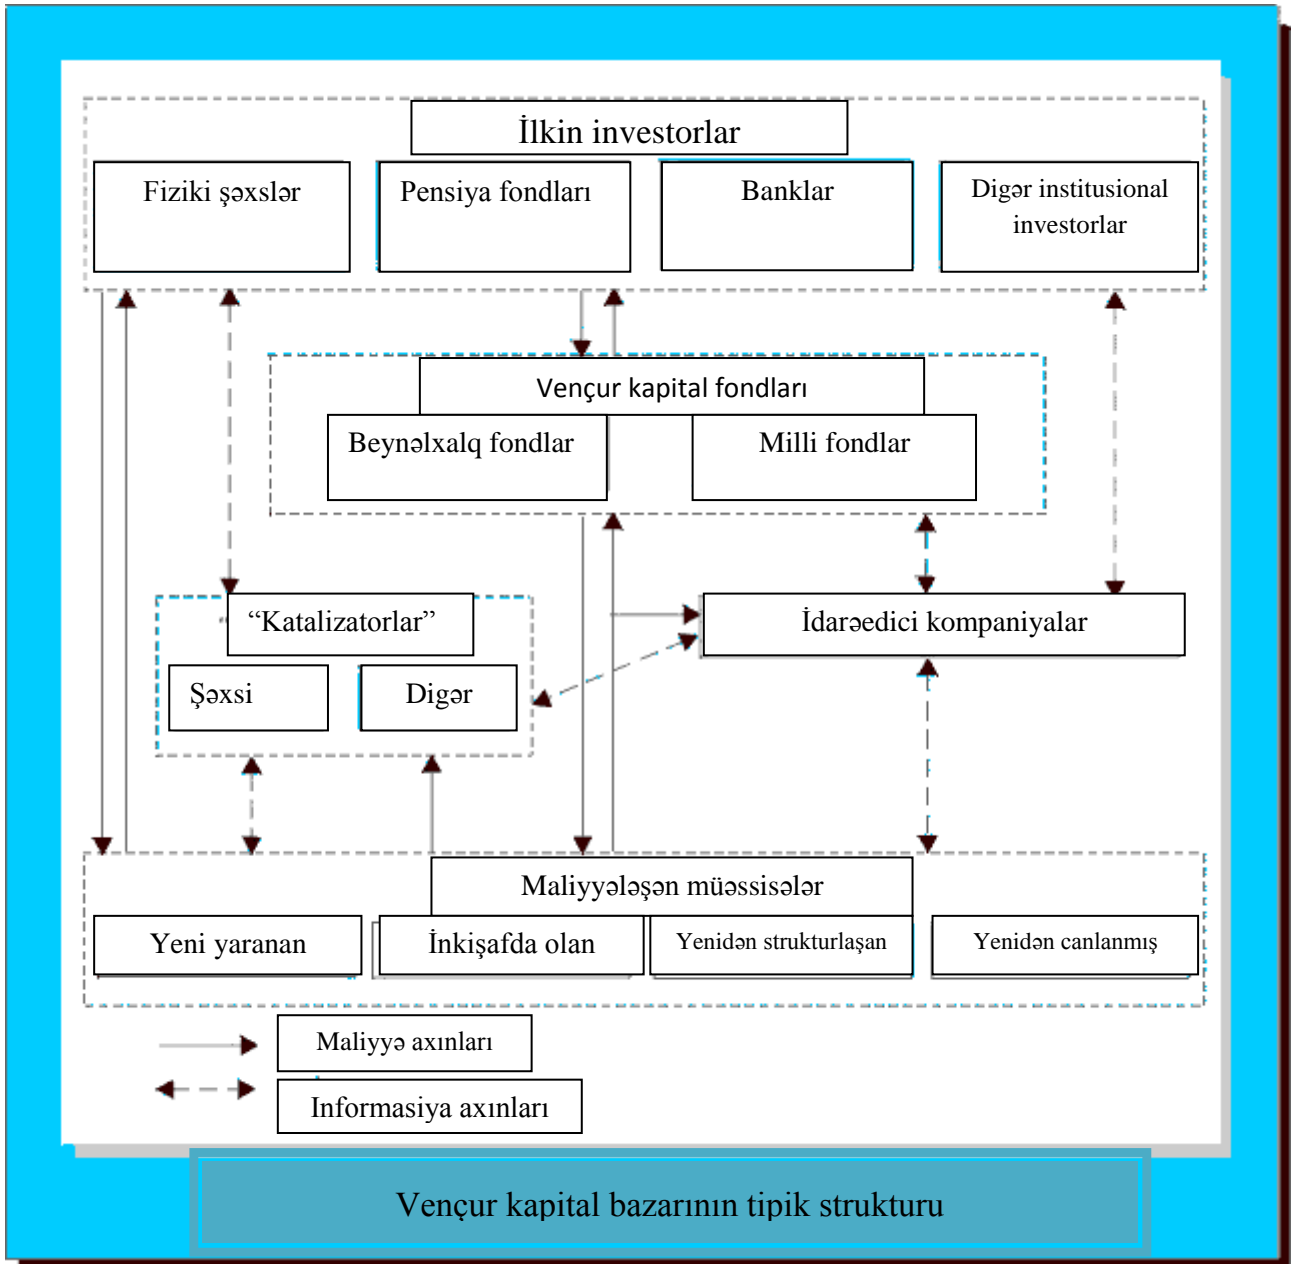 İlkin investorlar
Fiziki şəxslər
Pensiya fondları
Banklar
Digər institusional
investorlar
Vençur kapital fondları
Beynəlxalq fondlar
Milli fondlar
“Katalizatorlar”
İdarəedici kompaniyalar
Şəxsi
Digər
Maliyyələşən müəssisələr
Yeni yaranan
İnkişafda olan
Yenidən strukturlaşan
Yenidən canlanmış
Maliyyə axınları
Informasiya axınları
Vençur kapital bazarının tipik strukturu